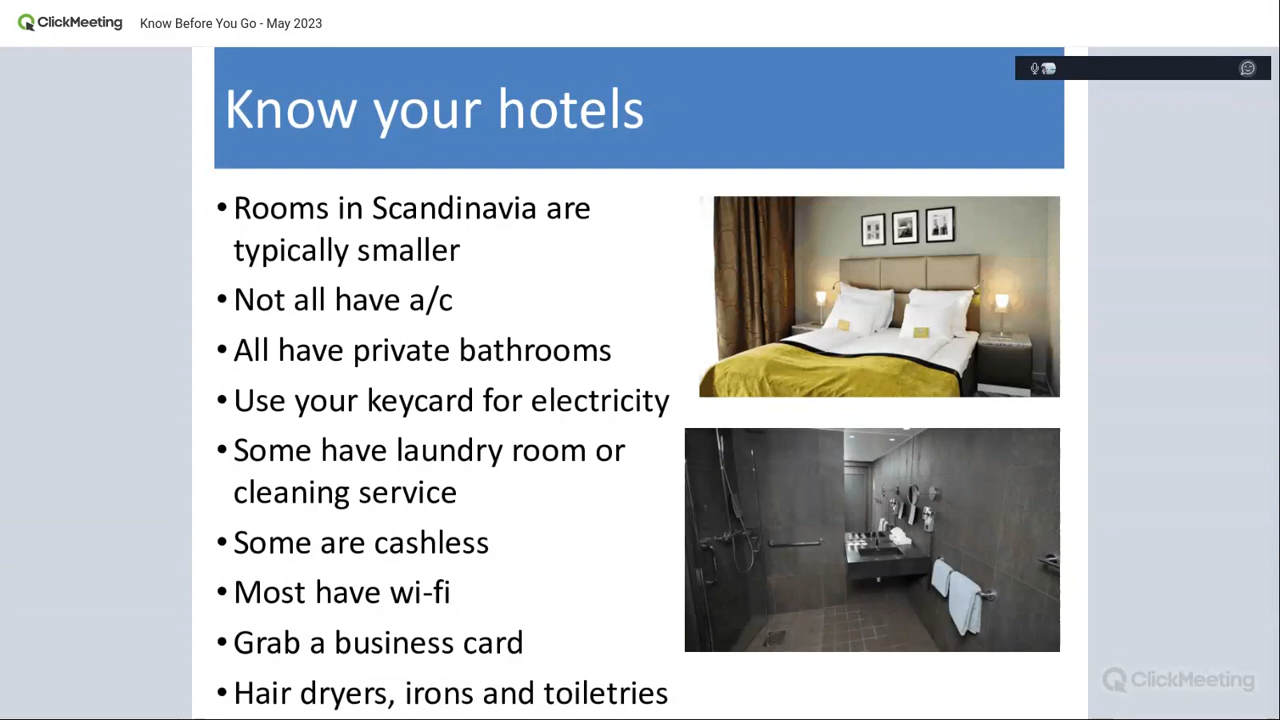 ClickMeeting Know Before You Go - May 2023
Know your hotels
• Rooms in Scandinavia are
typically smaller
• Not all have a/c
• All have private bathrooms
• Use your keycard for electricity
• Some have laundry room or
cleaning service
• Some are cashless
• Most have wi-fi
• Grab a business card
• Hair dryers, irons and toiletries
ClickMeeting